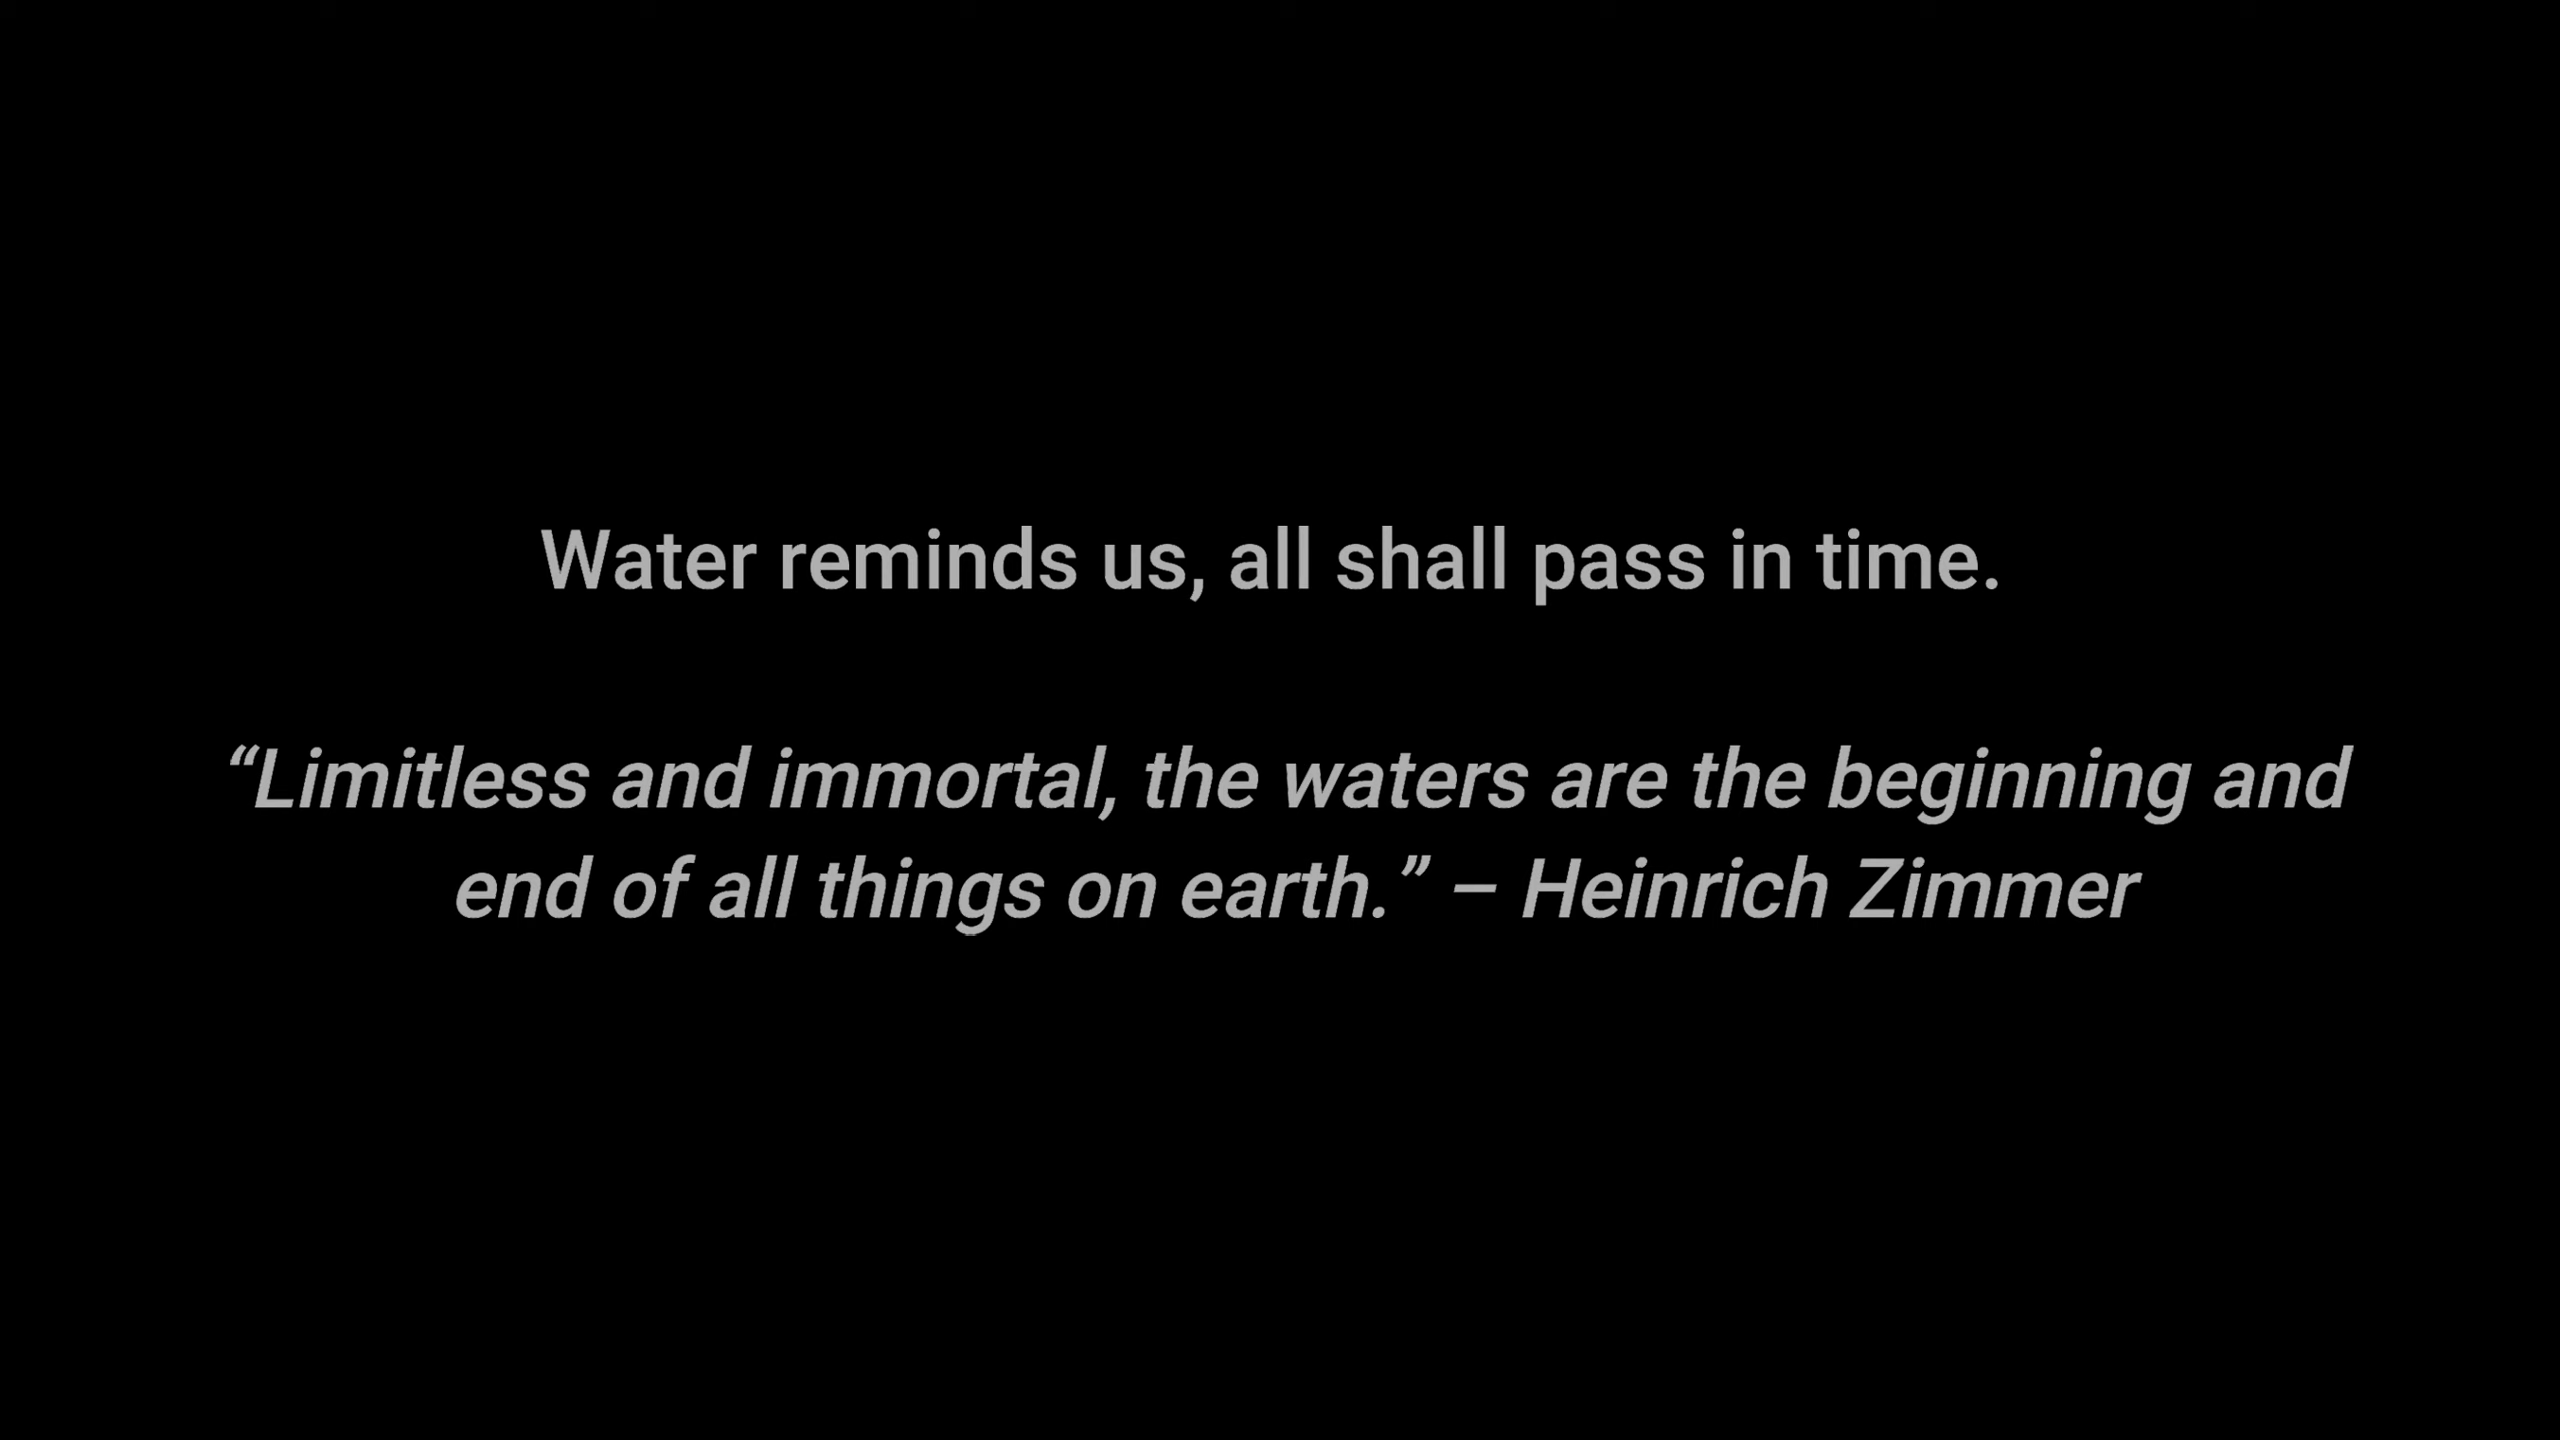 Water reminds us, all shall pass in time.
“Limitless and immortal, the waters are the beginning and
end of all things on earth.” – Heinrich Zimmer